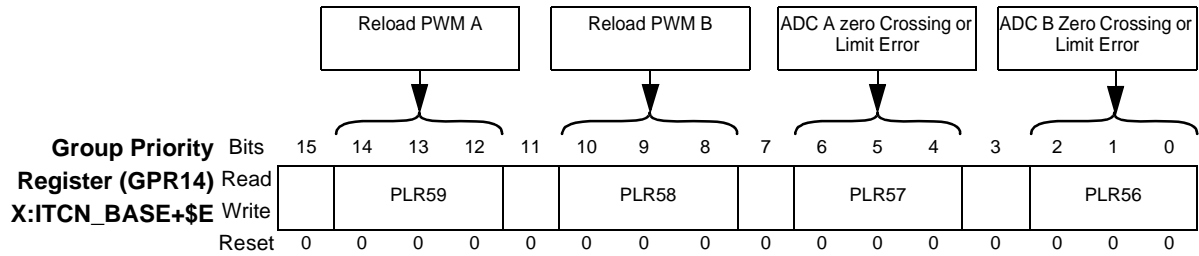 Reload PWM A
Reload PWM B
ADC A zero Crossing or
Limit Error
ADC B Zero Crossing or
Limit Error
Group Priority Bits 15 14 13 12 11 10 9 8 7 6 5 4 3 2 1 0
Register (GPR14) Read
PLR59 PLR58 PLR57 PLR56
X:ITCN_BASE+$E Write
Reset 0 0 0 0 0 0 0 0 0 0 0 0 0 0 0 0